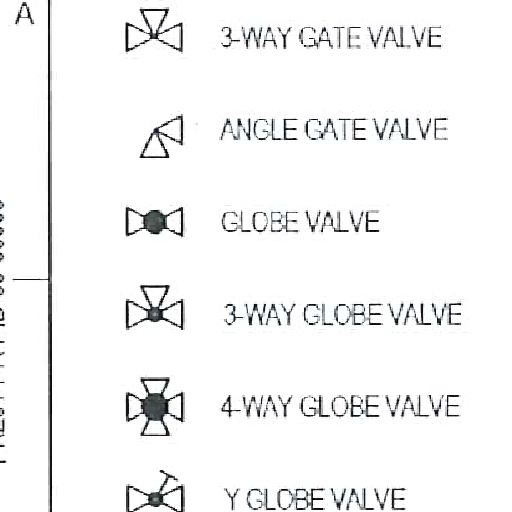 A
3-WAY GATE VALVE
ANGLE GATE VALVE
GLOBE VALVE
3-WAY GLOBE VALVE
4-WAY GLOBE VALVE
Y GLOBE VALVE